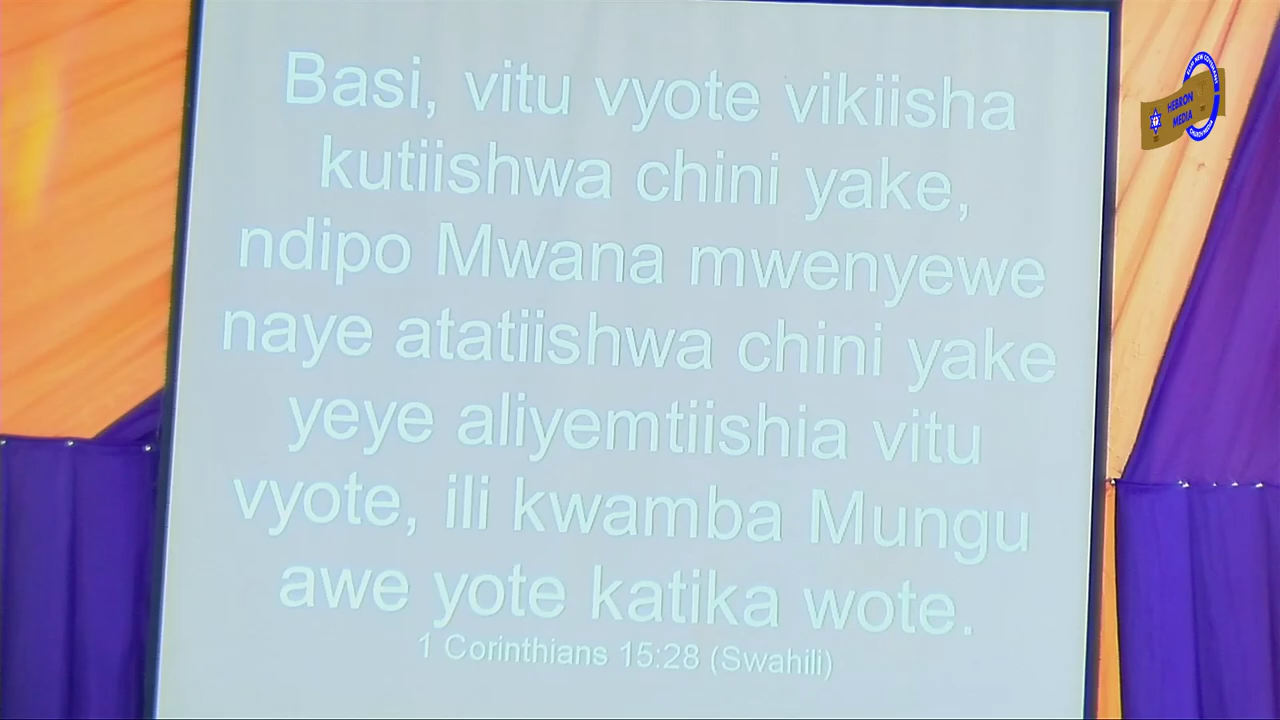 Basi, vitu vyote vikiisha
kutiishwa chini yake,
ndipo Mwana mwenyewe
naye atatiishwa chini yake
yeye aliyemtiishia vitu
vyote, ili kwamba Mungu
awe yote katika wote.
1 Corinthians 15:28 (Swahili)
HEBRON
MEDIA